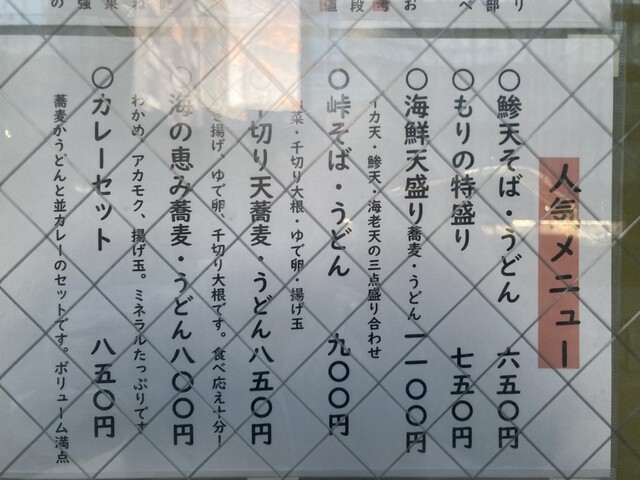 人気メニュー
〇鯵天そば・うどん 六五〇円
〇もりの特盛り 七五〇円
〇海鮮天盛り蕎麦・うどん 一一〇〇円
イカ天・鯵天・海老天の三点盛り合わせ
〇峠そば・うどん 九〇〇円
菜・千切り大根・ゆで卵・揚げ玉
切り天蕎麦・うどん八五〇円
き揚げ、ゆで卵、千切り大根です。食べ応え十分!
〇海の恵み蕎麦・うどん八〇〇円
わかめ、アカモク、揚げ玉。ミネラルたっぷりです
〇カレーセット 八五〇円
蕎麦かうどんと並カレーのセットです。ボリューム満点